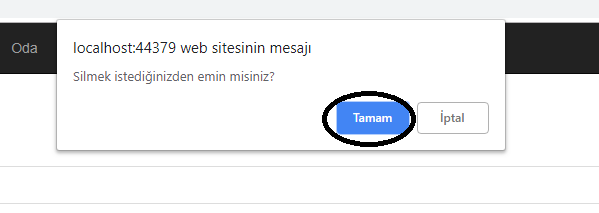 Oda
localhost:44379 web sitesinin mesajı
Silmek istediğinizden emin misiniz?
Tamam
İptal